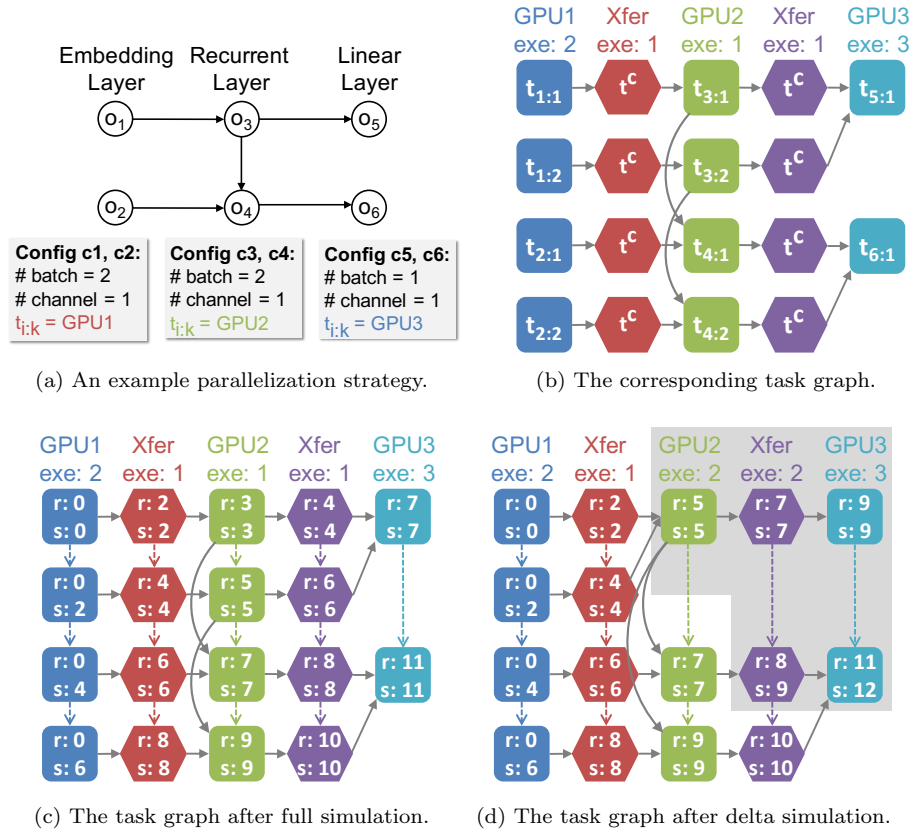 Embedding Layer
Recurrent Layer
Linear Layer
o1
o3
o5
o2
o4
o6
Config c1, c2:
# batch = 2
# channel = 1
ti:k = GPU1
Config c3, c4:
# batch = 2
# channel = 1
ti:k = GPU2
Config c5, c6:
# batch = 1
# channel = 1
ti:k = GPU3
(a) An example parallelization strategy.
GPU1 Xfer GPU2 Xfer GPU3
exe: 2 exe: 1 exe: 1 exe: 1 exe: 3
t1:1 tc t3:1 tc t5:1
t1:2 tc t3:2 tc
t2:1 tc t4:1 tc t6:1
t2:2 tc t4:2 tc
(b) The corresponding task graph.
GPU1 Xfer GPU2 Xfer GPU3
exe: 2 exe: 1 exe: 1 exe: 1 exe: 3
r: 0 r: 2 r: 3 r: 4 r: 7
s: 0 s: 2 s: 3 s: 4 s: 7
r: 0 r: 4 r: 5 r: 6
s: 2 s: 4 s: 5 s: 6
r: 0 r: 6 r: 7 r: 8 r: 11
s: 4 s: 6 s: 7 s: 8 s: 11
r: 0 r: 8 r: 9 r: 10
s: 6 s: 8 s: 9 s: 10
(c) The task graph after full simulation.
GPU1 Xfer GPU2 Xfer GPU3
exe: 2 exe: 1 exe: 2 exe: 2 exe: 3
r: 0 r: 2 r: 5 r: 7 r: 9
s: 0 s: 2 s: 5 s: 7 s: 9
r: 0 r: 4
s: 2 s: 4
r: 0 r: 6 r: 7 r: 8 r: 11
s: 4 s: 6 s: 7 s: 9 s: 12
r: 0 r: 8 r: 9 r: 10
s: 6 s: 8 s: 9 s: 10
(d) The task graph after delta simulation.